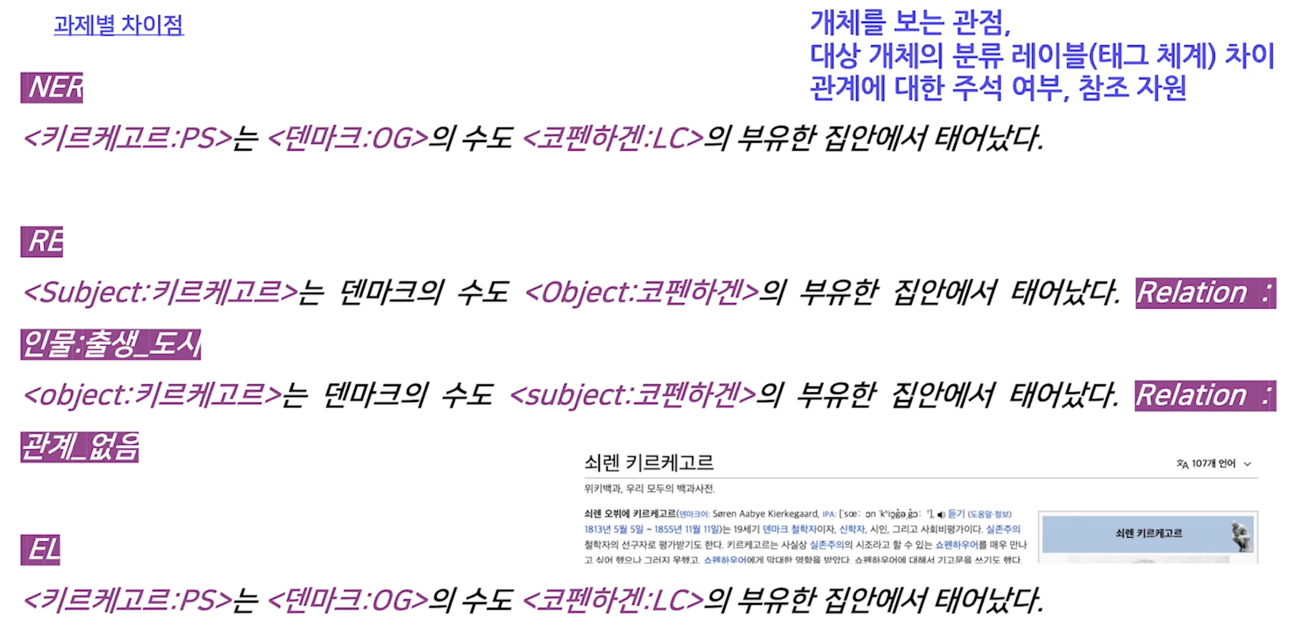 과제별 차이점
개체를 보는 관점,
대상 개체의 분류 레이블(태그 체계) 차이
관계에 대한 주석 여부, 참조 자원
NER
<키르케고르:PS>는 <덴마크:OG>의 수도 <코펜하겐:LC>의 부유한 집안에서 태어났다.
RE
<Subject:키르케고르>는 덴마크의 수도 <Object:코펜하겐>의 부유한 집안에서 태어났다. Relation :
인물:출생_도시
<object:키르케고르>는 덴마크의 수도 <subject:코펜하겐>의 부유한 집안에서 태어났다. Relation :
관계_없음
쇠렌 키르케고르
107개 언어
위키백과, 우리 모두의 백과사전.
쇠렌 오뷔에 키르케고르(덴마크어: Søren Aabye Kierkegaard, IPA: 듣기 (도움말·정보)
1813년 5월 5일 ~ 1855년 11월 11일)는 19세기 덴마크 철학자이자, 신학자, 시인, 그리고 사회비평가이다. 실존주의
철학자의 선구자로 평가받기도 한다. 키르케고르는 사실상 실존주의의 시조라고 할 수 있는 쇼펜하우어를 매우 만나
고 싶어 했으나 그러지 못했고, 쇼펜하우어에게 막대한 영향을 받았다. 쇼펜하우어에 대해서 기고문을 쓰기도 했다.
쇠렌 키르케고르
EL
<키르케고르:PS>는 <덴마크:OG>의 수도 <코펜하겐:LC>의 부유한 집안에서 태어났다.